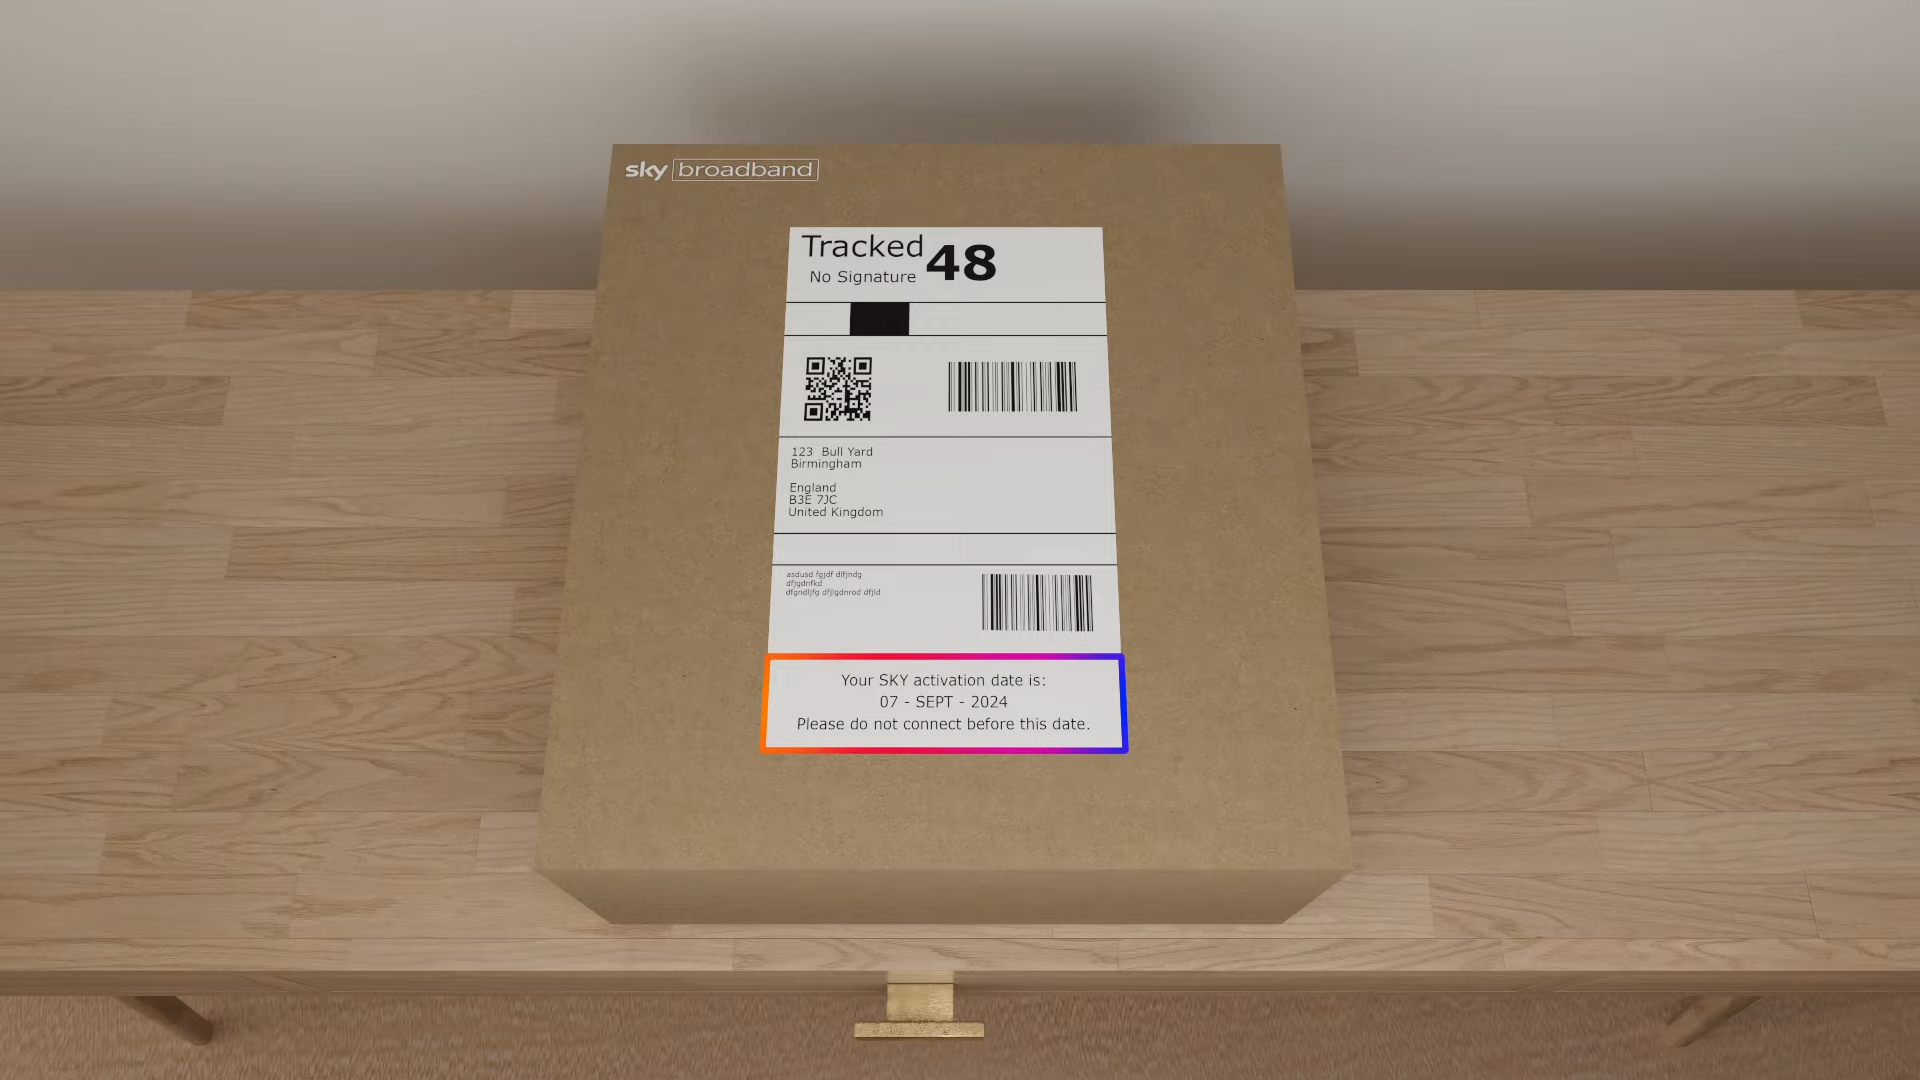 sky broadband
Tracked 48
No Signature
123 Bull Yard
Birmingham
England
B3E 7JC
United Kingdom
asdusd fgjdf dlfjndg
dfjgdnfkd
dfgndljfg dfjlgdnrod dfjld
Your SKY activation date is:
07 - SEPT - 2024
Please do not connect before this date.